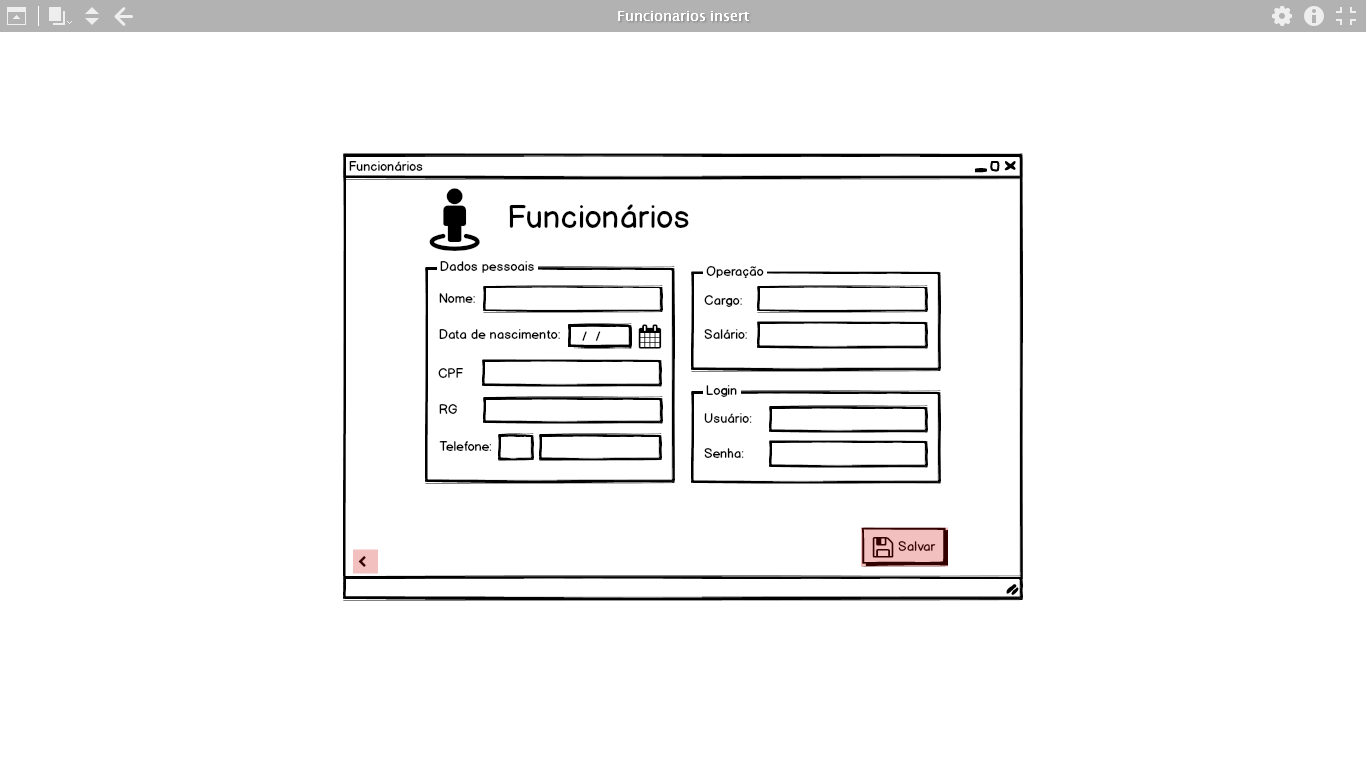 Funcionarios insert
Funcionários
Funcionários
Dados pessoais
Nome:
Data de nascimento: / /
CPF
RG
Telefone:
Operação
Cargo:
Salário:
Login
Usuário:
Senha:
Salvar